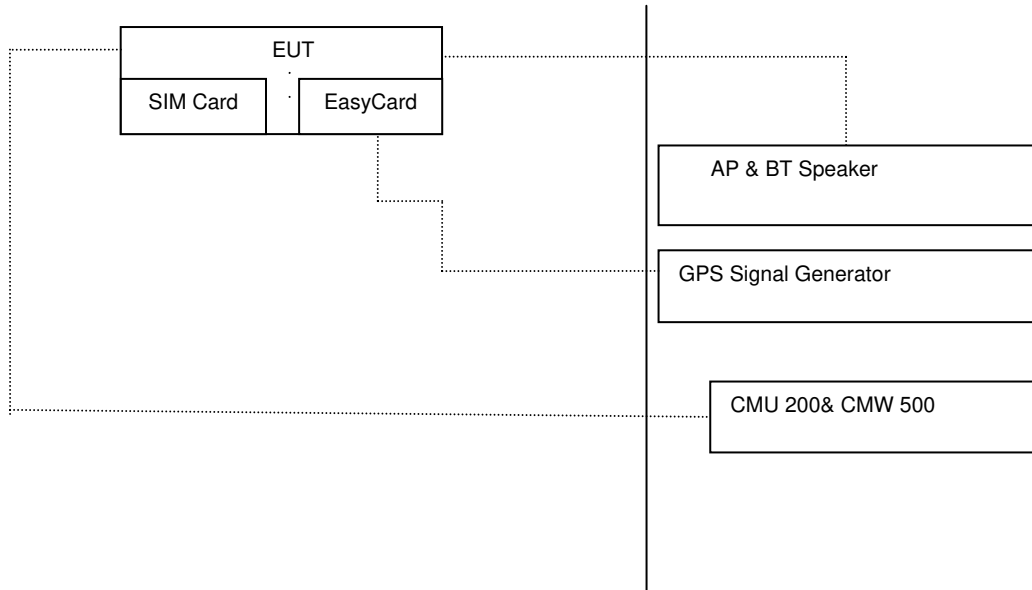 EUT
SIM Card
EasyCard
AP & BT Speaker
GPS Signal Generator
CMU 200& CMW 500